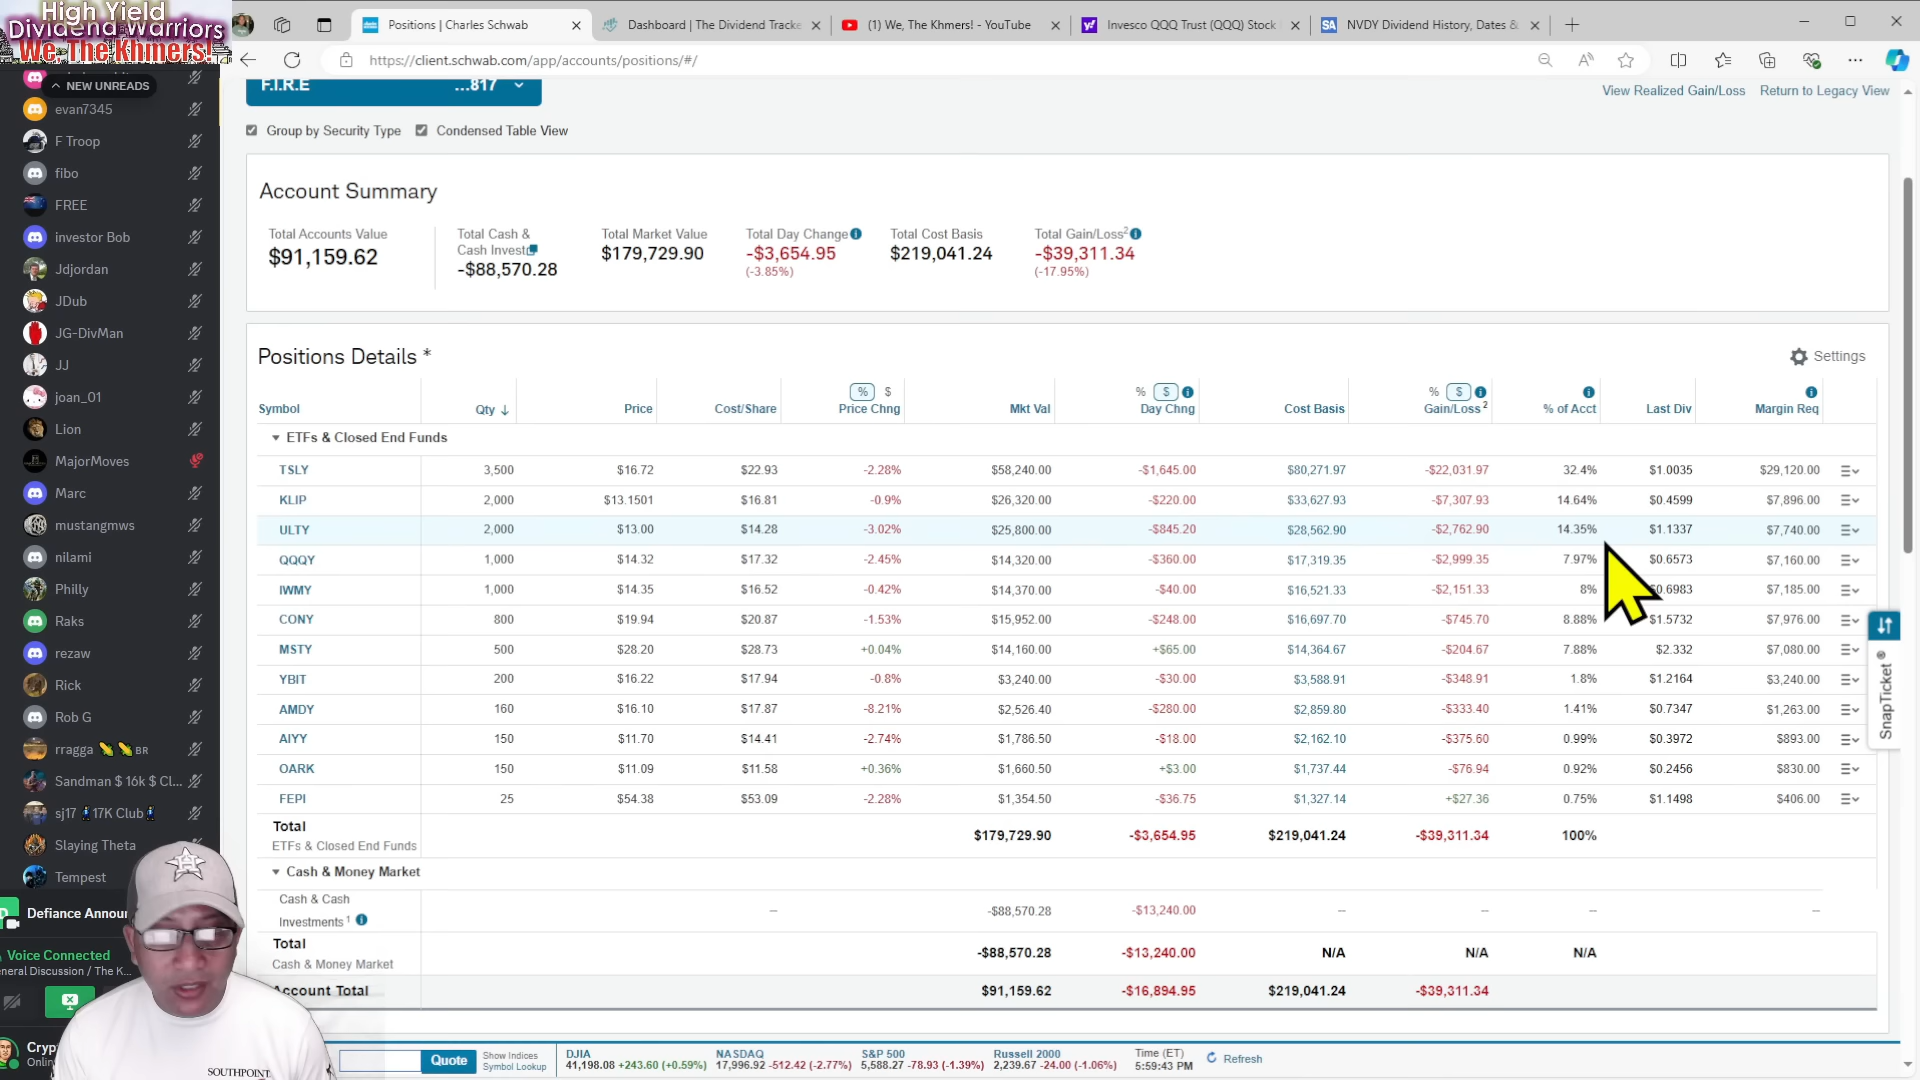 High Yield
Dividend Warriors
We, The Khmers!
Positions | Charles Schwab
Dashboard | The Dividend Tracke
(1) We, The Khmers! - YouTube
Invesco QQQ Trust (QQQ) Stock
NVDY Dividend History, Dates &
https://client.schwab.com/app/accounts/positions/#/
NEW UNREADS
evan7345
F Troop
fibo
FREE
investor Bob
Jdjordan
JDub
JG-DivMan
JJ
joan_01
Lion
MajorMoves
Marc
mustangmws
nilami
Philly
Raks
rezaw
Rick
Rob G
rragga 🌽🌽 BR
Sandman $ 16k $ Cl...
sj17 17K Club
Slaying Theta
Tempest
Defiance Annou
Voice Connected
eneral Discussion / The K...
Cryp
Onlin
SOUTHPOINT
F.I.R.E ...817
View Realized Gain/Loss Return to Legacy View
Group by Security Type Condensed Table View
Account Summary
Total Accounts Value
$91,159.62
Total Cash &
Cash Invest
-$88,570.28
Total Market Value
$179,729.90
Total Day Change
-$3,654.95
(-3.85%)
Total Cost Basis
$219,041.24
Total Gain/Loss2
-$39,311.34
(-17.95%)
Positions Details *
Settings
% $ % $ % $
Symbol Qty ↓ Price Cost/Share Price Chng Mkt Val Day Chng Cost Basis Gain/Loss 2 % of Acct Last Div Margin Req
ETFs & Closed End Funds
TSLY 3,500 $16.72 $22.93 -2.28% $58,240.00 -$1,645.00 $80,271.97 -$22,031.97 32.4% $1.0035 $29,120.00
KLIP 2,000 $13.1501 $16.81 -0.9% $26,320.00 -$220.00 $33,627.93 -$7,307.93 14.64% $0.4599 $7,896.00
ULTY 2,000 $13.00 $14.28 -3.02% $25,800.00 -$845.20 $28,562.90 -$2,762.90 14.35% $1.1337 $7,740.00
QQQY 1,000 $14.32 $17.32 -2.45% $14,320.00 -$360.00 $17,319.35 -$2,999.35 7.97% $0.6573 $7,160.00
IWMY 1,000 $14.35 $16.52 -0.42% $14,370.00 -$40.00 $16,521.33 -$2,151.33 8% $0.6983 $7,185.00
CONY 800 $19.94 $20.87 -1.53% $15,952.00 -$248.00 $16,697.70 -$745.70 8.88% $1.5732 $7,976.00
MSTY 500 $28.20 $28.73 +0.04% $14,160.00 +$65.00 $14,364.67 -$204.67 7.88% $2.332 $7,080.00
YBIT 200 $16.22 $17.94 -0.8% $3,240.00 -$30.00 $3,588.91 -$348.91 1.8% $1.2164 $3,240.00
AMDY 160 $16.10 $17.87 -8.21% $2,526.40 -$280.00 $2,859.80 -$333.40 1.41% $0.7347 $1,263.00
AIYY 150 $11.70 $14.41 -2.74% $1,786.50 -$18.00 $2,162.10 -$375.60 0.99% $0.3972 $893.00
OARK 150 $11.09 $11.58 +0.36% $1,660.50 +$3.00 $1,737.44 -$76.94 0.92% $0.2456 $830.00
FEPI 25 $54.38 $53.09 -2.28% $1,354.50 -$36.75 $1,327.14 +$27.36 0.75% $1.1498 $406.00
Total
ETFs & Closed End Funds
$179,729.90 -$3,654.95 $219,041.24 -$39,311.34 100%
Cash & Money Market
Cash & Cash
Investments 1
-- -$88,570.28 -$13,240.00 -- -- -- --
Total
Cash & Money Market
-$88,570.28 -$13,240.00 N/A N/A N/A
Account Total $91,159.62 -$16,894.95 $219,041.24 -$39,311.34
SnapTicket ®
Quote
Show Indices
Symbol Lookup
DJIA
41,198.08 +243.60 (+0.59%)
NASDAQ
17,996.92 -512.42 (-2.77%)
S&P 500
5,588.27 -78.93 (-1.39%)
Russell 2000
2,239.67 -24.00 (-1.06%)
Time (ET)
5:59:43 PM
Refresh